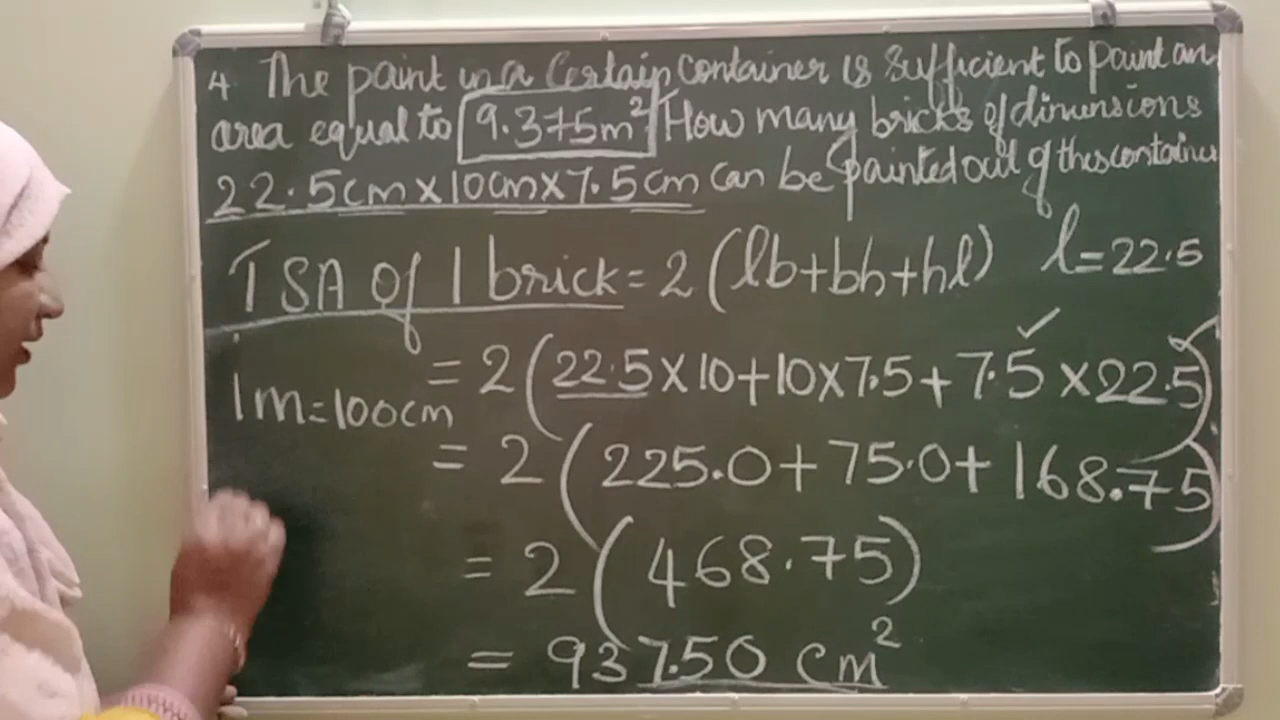 4 The paint in a Certain container is sufficient to paint an
area equal to 9.375m² How many bricks of dimensions
22.5cm x 10cm x 7.5cm can be painted out of this container
TSA of 1 brick = 2 (lb+bh+hl) l=22.5
= 2 (22.5 x 10 + 10 x 7.5 + 7.5 x 22.5)
1m = 100cm
= 2 (225.0 + 75.0 + 168.75)
= 2 (468.75)
= 937.50 cm²